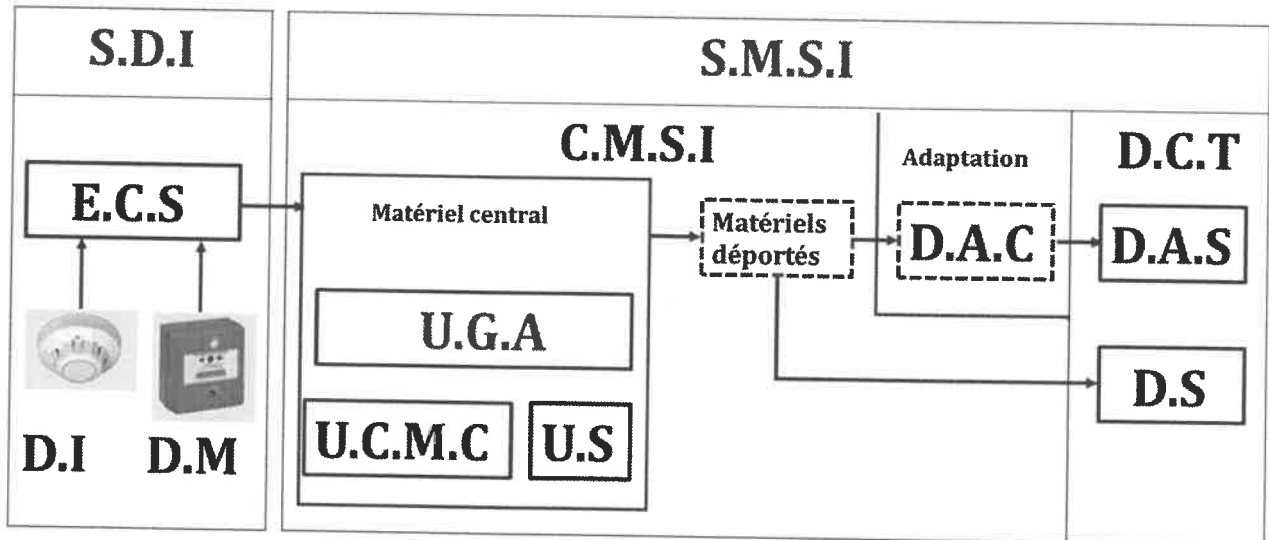 S.D.I
S.M.S.I
C.M.S.I
Adaptation
D.C.T
E.C.S
Matériel central
Matériels
déportés
D.A.C
D.A.S
U.G.A
D.S
U.C.M.C
U.S
D.I
D.M